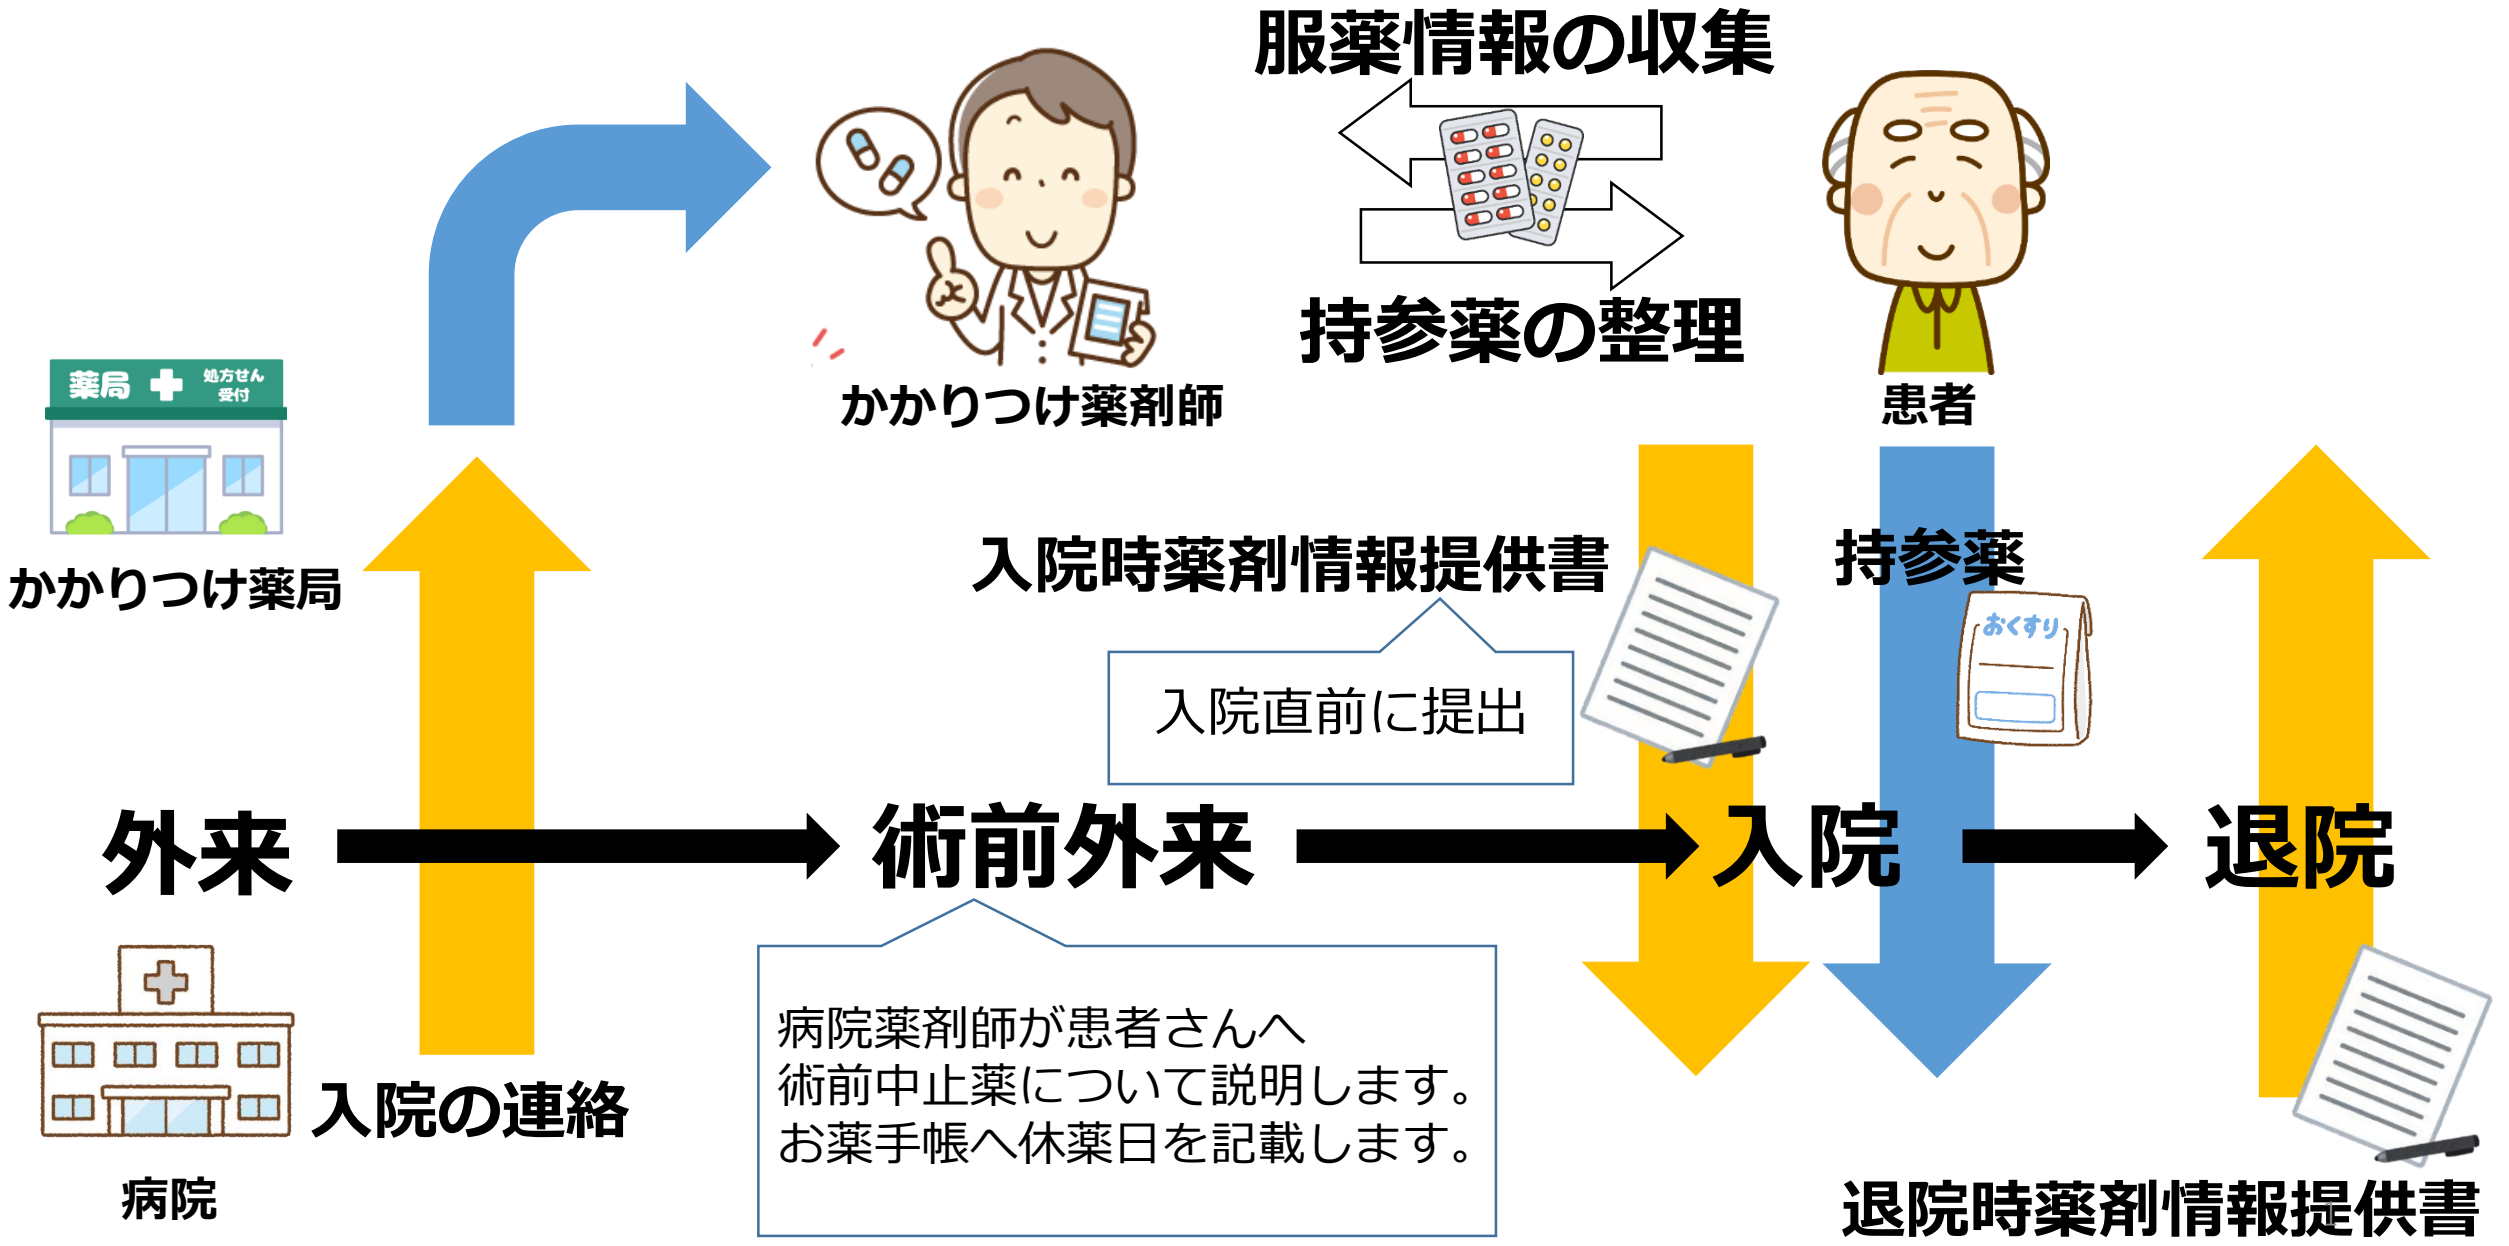 服薬情報の収集
持参薬の整理
薬局
処方せん
受付
かかりつけ薬剤師
患者
かかりつけ薬局
入院時薬剤情報提供書
持参薬
おくすり
入院直前に提出
外来
術前外来
入院
退院
病院薬剤師が患者さんへ
術前中止薬について説明します。
お薬手帳へ休薬日を記載します。
入院の連絡
病院
退院時薬剤情報提供書